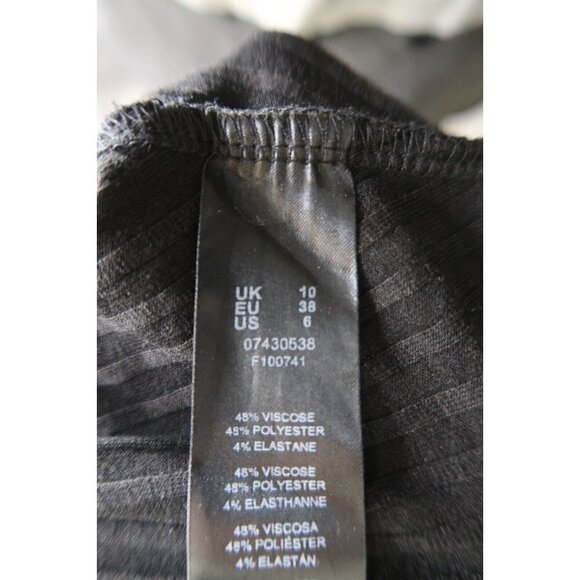 UK 10
EU 38
US 6
07430538
F100741
48% VISCOSE
48% POLYESTER
4% ELASTANE
48% VISCOSE
48% POLYESTER
4% ELASTHANNE
48% VISCOSA
48% POLIÉSTER
4% ELASTÁN